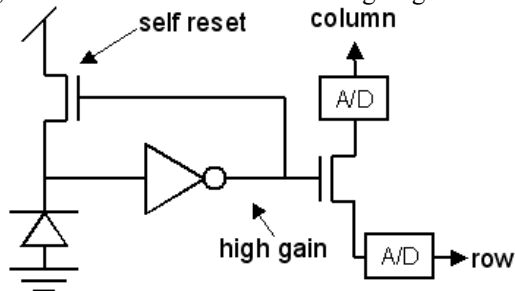 self reset
column
A/D
high gain
A/D
row